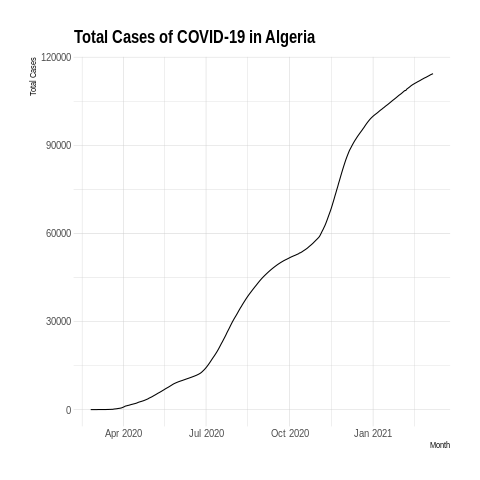 Total Cases of COVID-19 in Algeria
Total Cases
120000
90000
60000
30000
0
Apr 2020 Jul 2020 Oct 2020 Jan 2021
Month